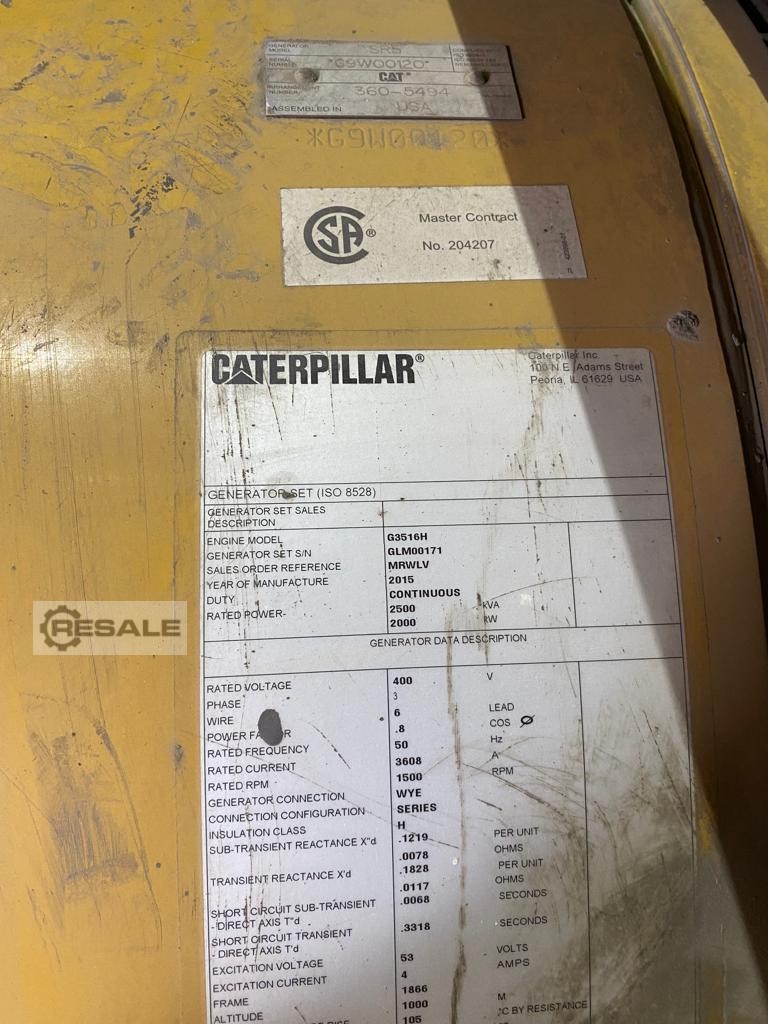 GENERATOR MODEL SR5
SERIAL NUMBER G9W00120
CAT
360-5494
ASSEMBLED IN USA
*G9W00120*
CSA®
Master Contract
No. 204207
CATERPILLAR®
Caterpillar Inc.
100 N.E. Adams Street
Peoria, IL 61629 USA
GENERATOR SET (ISO 8528)
GENERATOR SET SALES
DESCRIPTION
ENGINE MODEL G3516H
GENERATOR SET S/N GLM00171
SALES ORDER REFERENCE MRWLV
YEAR OF MANUFACTURE 2015
DUTY CONTINUOUS
RATED POWER- 2500 kVA
2000 kW
GENERATOR DATA DESCRIPTION
RATED VOLTAGE 400 V
PHASE 3
WIRE 6 LEAD
POWER FACTOR .8 COS Ø
RATED FREQUENCY 50 Hz
RATED CURRENT 3608 A
RATED RPM 1500 RPM
GENERATOR CONNECTION WYE
CONNECTION CONFIGURATION SERIES
INSULATION CLASS H
SUB-TRANSIENT REACTANCE X"d .1219 PER UNIT
.0078 OHMS
TRANSIENT REACTANCE X'd .1828 PER UNIT
.0117 OHMS
SHORT CIRCUIT SUB-TRANSIENT .0068 SECONDS
- DIRECT AXIS T"d
SHORT CIRCUIT TRANSIENT .3318 SECONDS
- DIRECT AXIS T'd
EXCITATION VOLTAGE 53 VOLTS
EXCITATION CURRENT 4 AMPS
FRAME 1866
ALTITUDE 1000 M
105 °C BY RESISTANCE
RESALE